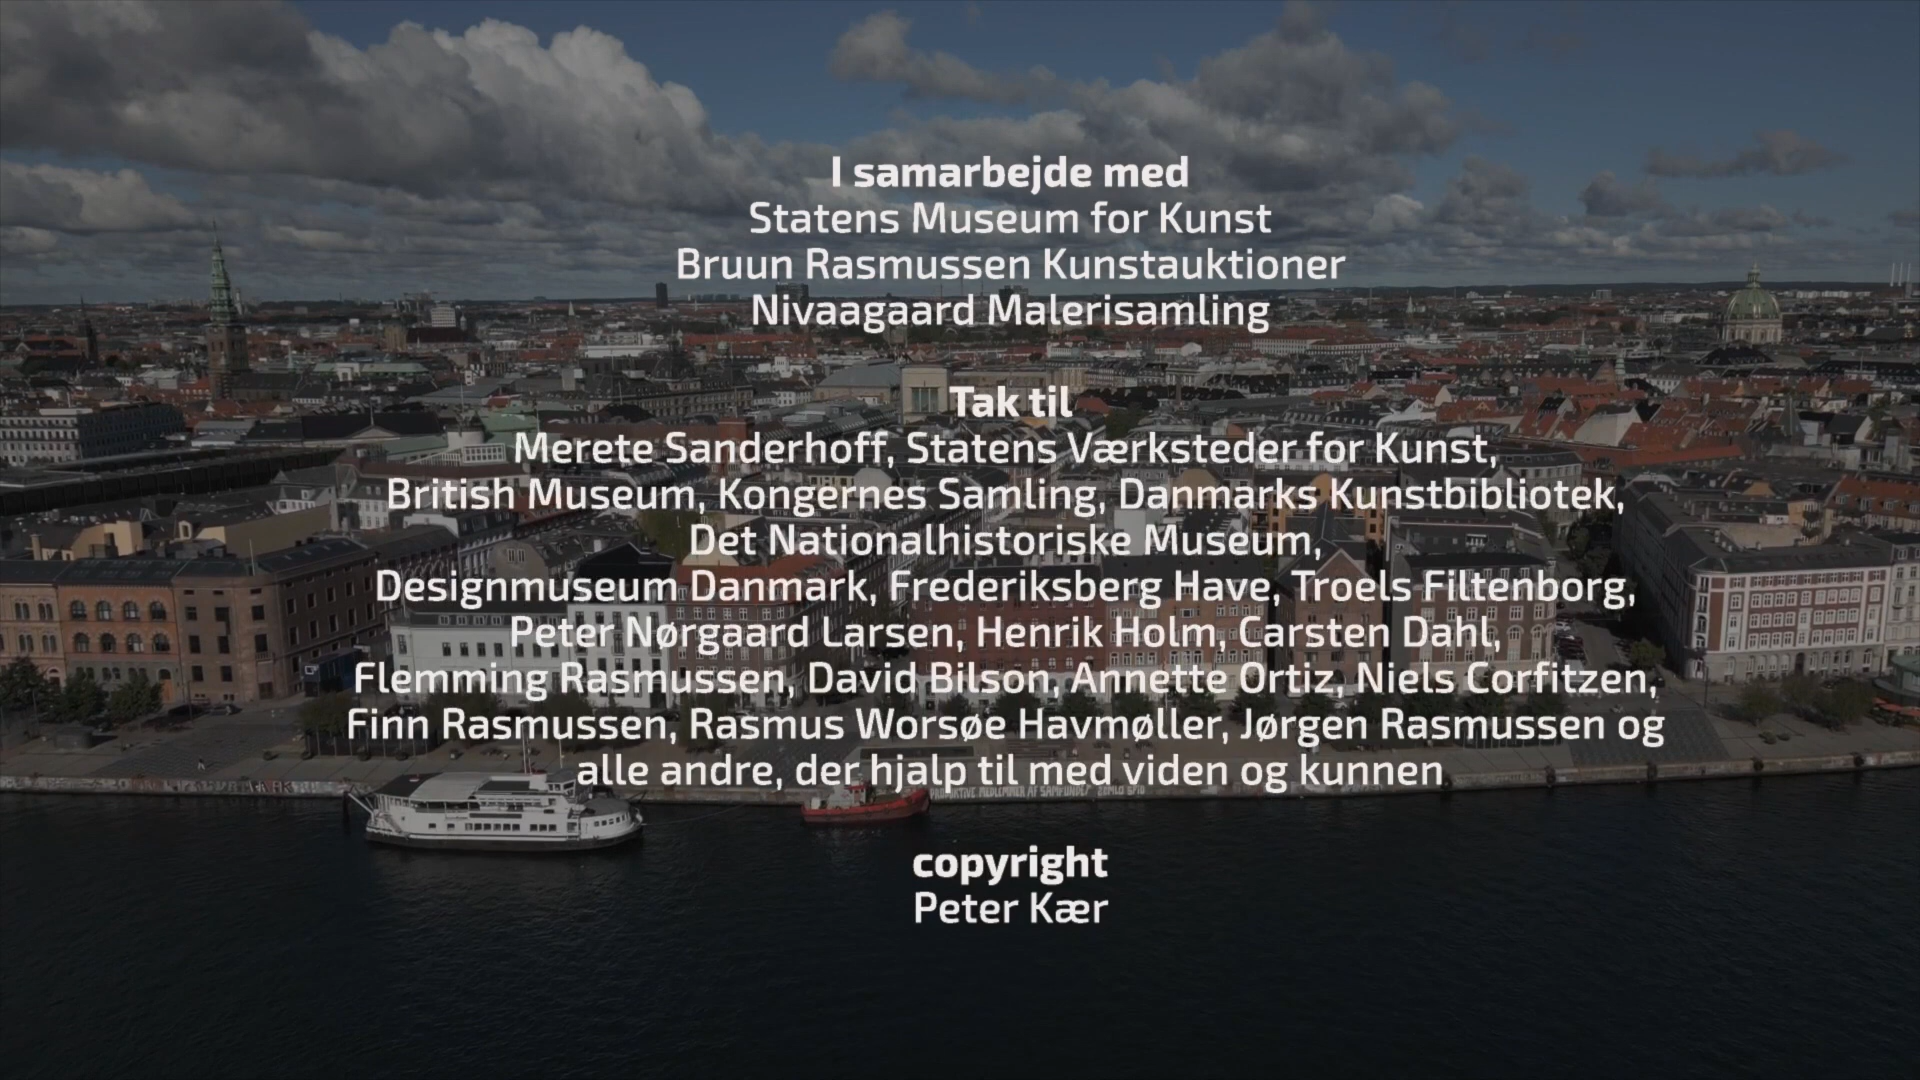 I samarbejde med
Statens Museum for Kunst
Bruun Rasmussen Kunstauktioner
Nivaagaard Malerisamling
Tak til
Merete Sanderhoff, Statens Værksteder for Kunst,
British Museum, Kongernes Samling, Danmarks Kunstbibliotek,
Det Nationalhistoriske Museum,
Designmuseum Danmark, Frederiksberg Have, Troels Filtenborg,
Peter Nørgaard Larsen, Henrik Holm, Carsten Dahl,
Flemming Rasmussen, David Bilson, Annette Ortiz, Niels Corfitzen,
Finn Rasmussen, Rasmus Worsøe Havmøller, Jørgen Rasmussen og
alle andre, der hjalp til med viden og kunnen
copyright
Peter Kær